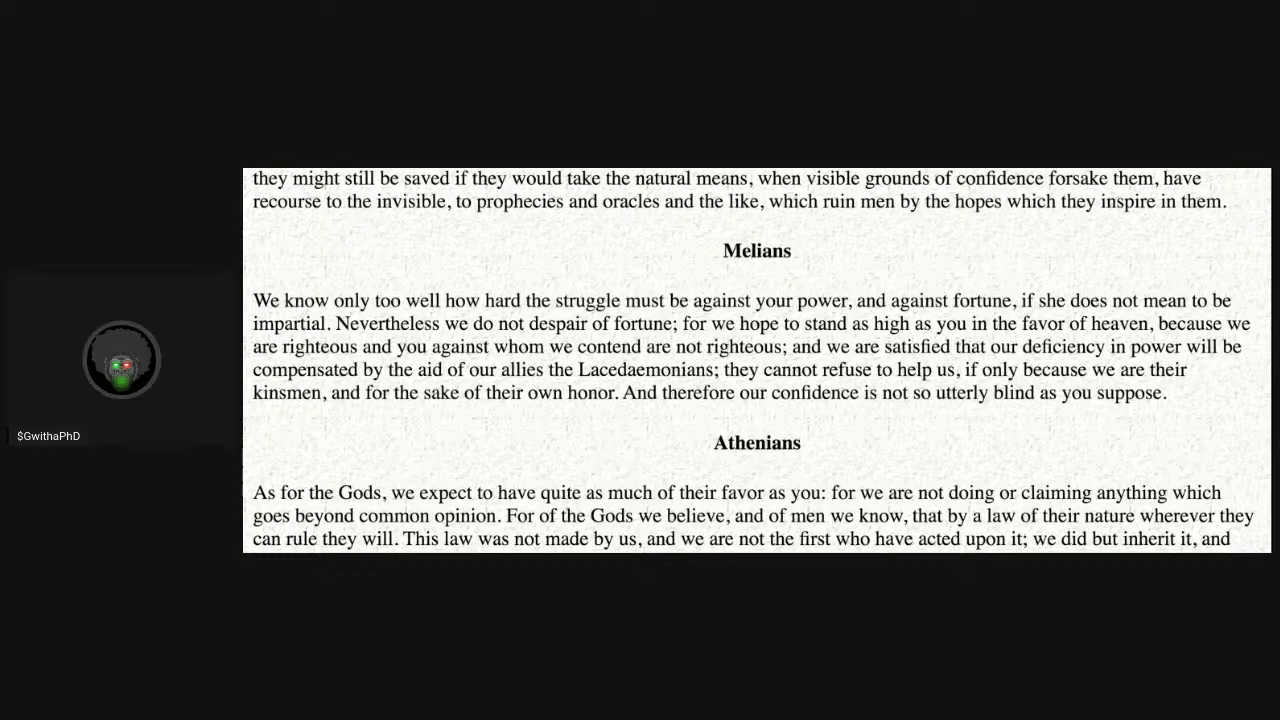 they might still be saved if they would take the natural means, when visible grounds of confidence forsake them, have
recourse to the invisible, to prophecies and oracles and the like, which ruin men by the hopes which they inspire in them.
Melians
We know only too well how hard the struggle must be against your power, and against fortune, if she does not mean to be
impartial. Nevertheless we do not despair of fortune; for we hope to stand as high as you in the favor of heaven, because we
are righteous and you against whom we contend are not righteous; and we are satisfied that our deficiency in power will be
compensated by the aid of our allies the Lacedaemonians; they cannot refuse to help us, if only because we are their
kinsmen, and for the sake of their own honor. And therefore our confidence is not so utterly blind as you suppose.
$GwithaPhD
Athenians
As for the Gods, we expect to have quite as much of their favor as you: for we are not doing or claiming anything which
goes beyond common opinion. For of the Gods we believe, and of men we know, that by a law of their nature wherever they
can rule they will. This law was not made by us, and we are not the first who have acted upon it; we did but inherit it, and